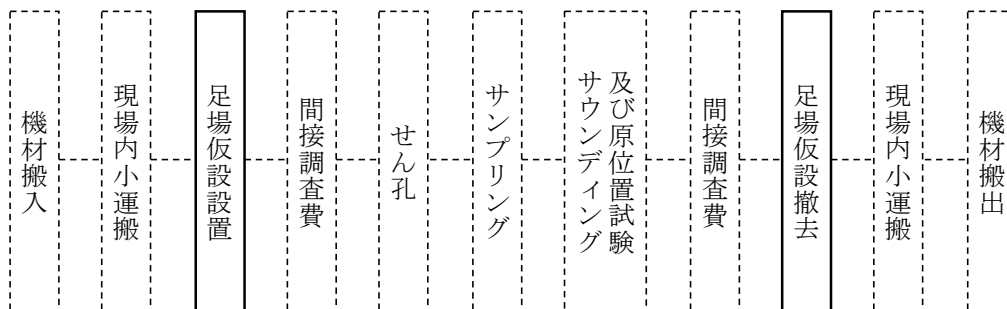 機材搬入
現場内小運搬
足場仮設設置
間接調査費
せん孔
サンプリング
サウンディング
及び原位置試験
間接調査費
足場仮設撤去
現場内小運搬
機材搬出